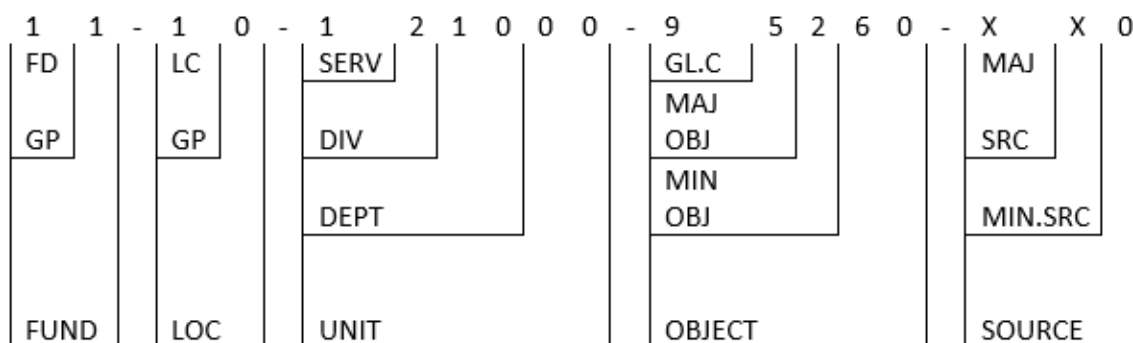 1 1 - 1 0 - 1 2 1 0 0 0 - 9 5 2 6 0 - X X 0
FD LC SERV GL.C MAJ
MAJ
GP GP DIV OBJ SRC
MIN
DEPT OBJ MIN.SRC
FUND LOC UNIT OBJECT SOURCE